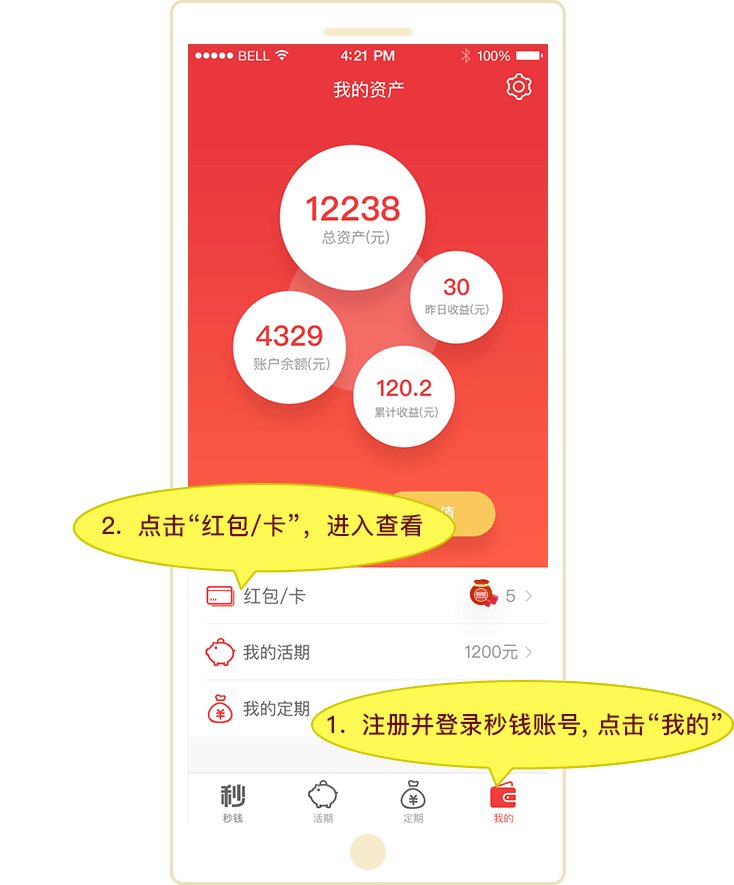 BELL 4:21 PM 100%
我的资产
12238
总资产(元)
30
昨日收益(元)
4329
账户余额(元)
120.2
累计收益(元)
值
2. 点击“红包/卡”，进入查看
红包/卡 5
我的活期 1200元
我的定期
1. 注册并登录秒钱账号, 点击“我的”
秒
秒钱 活期 定期 我的